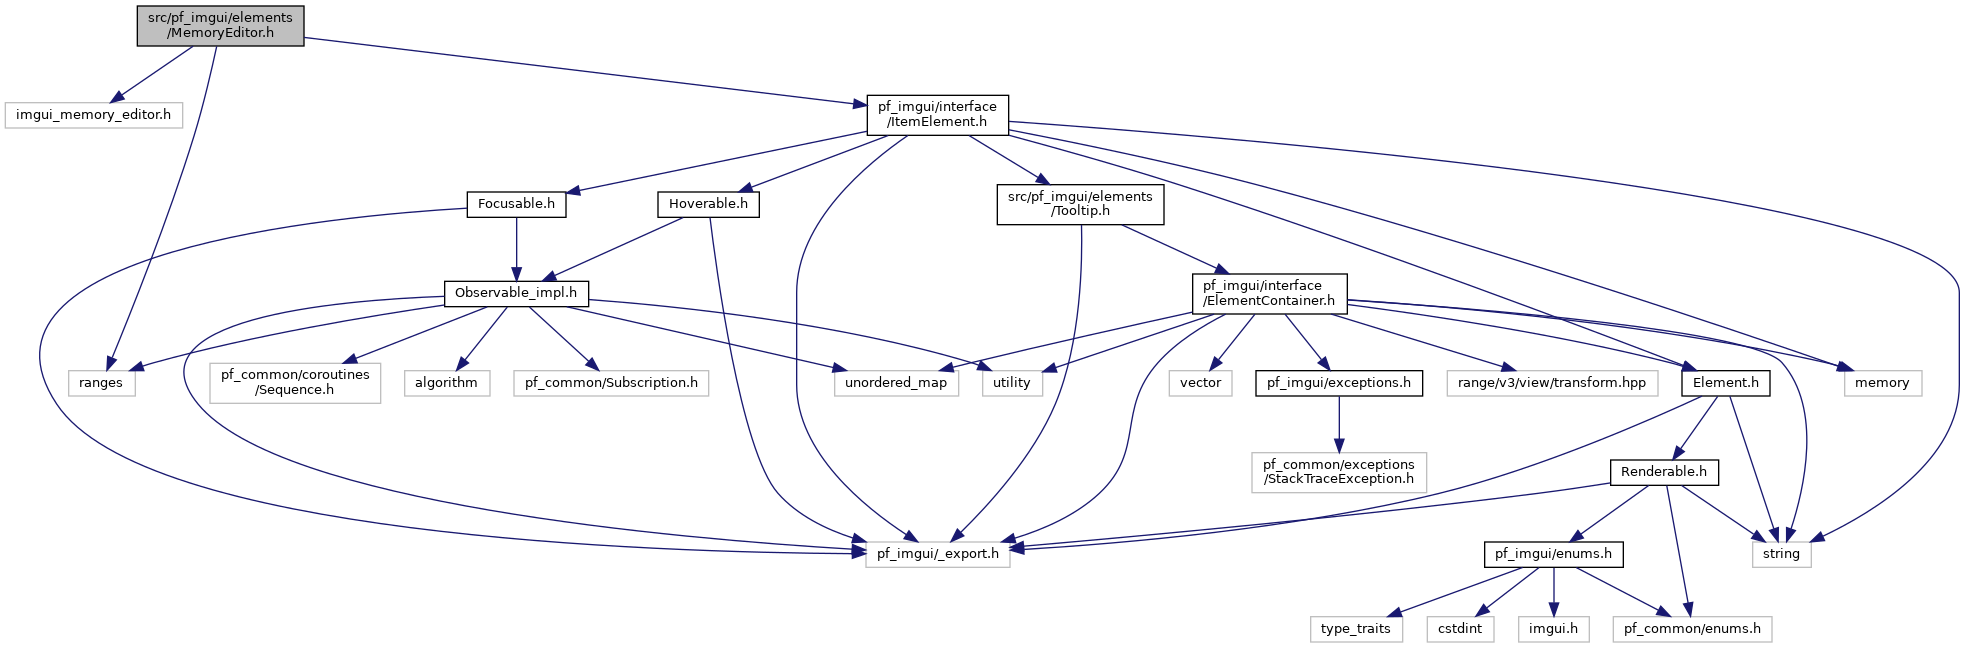 src/pf_imgui/elements
/MemoryEditor.h
imgui_memory_editor.h
pf_imgui/interface
/ItemElement.h
Focusable.h
Hoverable.h
src/pf_imgui/elements
/Tooltip.h
Observable_impl.h
pf_imgui/interface
/ElementContainer.h
ranges
pf_common/coroutines
/Sequence.h
algorithm
pf_common/Subscription.h
unordered_map
utility
vector
pf_imgui/exceptions.h
range/v3/view/transform.hpp
Element.h
memory
pf_common/exceptions
/StackTraceException.h
Renderable.h
pf_imgui/_export.h
pf_imgui/enums.h
string
type_traits
cstdint
imgui.h
pf_common/enums.h